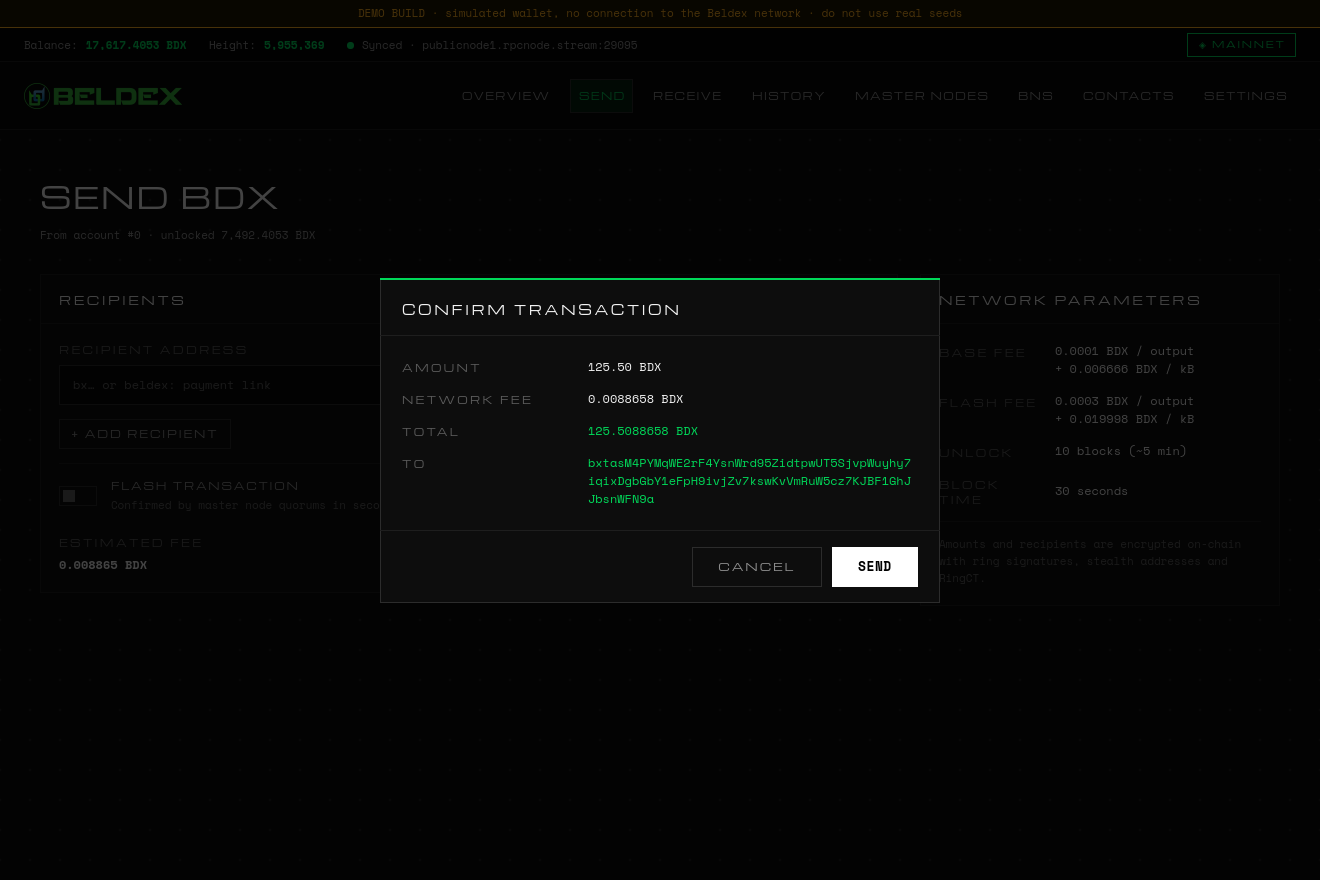 DEMO BUILD · simulated wallet, no connection to the Beldex network · do not use real seeds
Balance: 17,617.4053 BDX Height: 5,055,369 ● Synced · publicnode1.rpcnode.stream:29095
◈ MAINNET
BELDEX
OVERVIEW SEND RECEIVE HISTORY MASTER NODES BNS CONTACTS SETTINGS
SEND BDX
From account #0 · unlocked 7,492.4053 BDX
RECIPIENTS
RECIPIENT ADDRESS
bx… or beldex: payment link
+ ADD RECIPIENT
FLASH TRANSACTION
Confirmed by master node quorums in seco
ESTIMATED FEE
0.008865 BDX
CONFIRM TRANSACTION
AMOUNT 125.50 BDX
NETWORK FEE 0.0088658 BDX
TOTAL 125.5088658 BDX
TO bxtasM4PYMqWE2rF4YsnWrd95ZidtpwUT5SjvpWuyhy7
iqixDgbGbY1eFpH9ivjZv7kswKvVmRuW5cz7KJBF1GhJ
JbsnWFN9a
CANCEL SEND
NETWORK PARAMETERS
BASE FEE 0.0001 BDX / output
+ 0.006666 BDX / kB
FLASH FEE 0.0003 BDX / output
+ 0.019998 BDX / kB
UNLOCK 10 blocks (~5 min)
BLOCK
TIME 30 seconds
Amounts and recipients are encrypted on-chain
with ring signatures, stealth addresses and
RingCT.